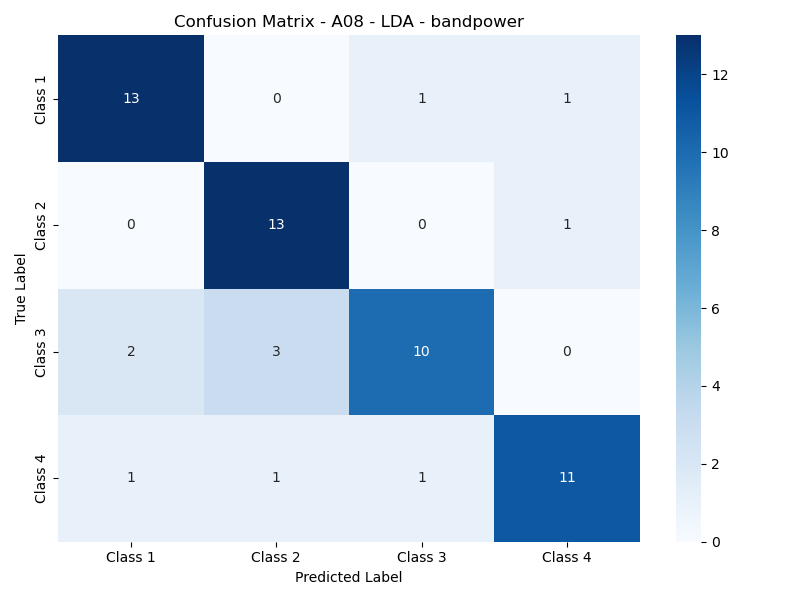 Confusion Matrix - A08 - LDA - bandpower
True Label
Class 1
13 0 1 1
Class 2
0 13 0 1
Class 3
2 3 10 0
Class 4
1 1 1 11
Class 1 Class 2 Class 3 Class 4
Predicted Label
12
10
8
6
4
2
0